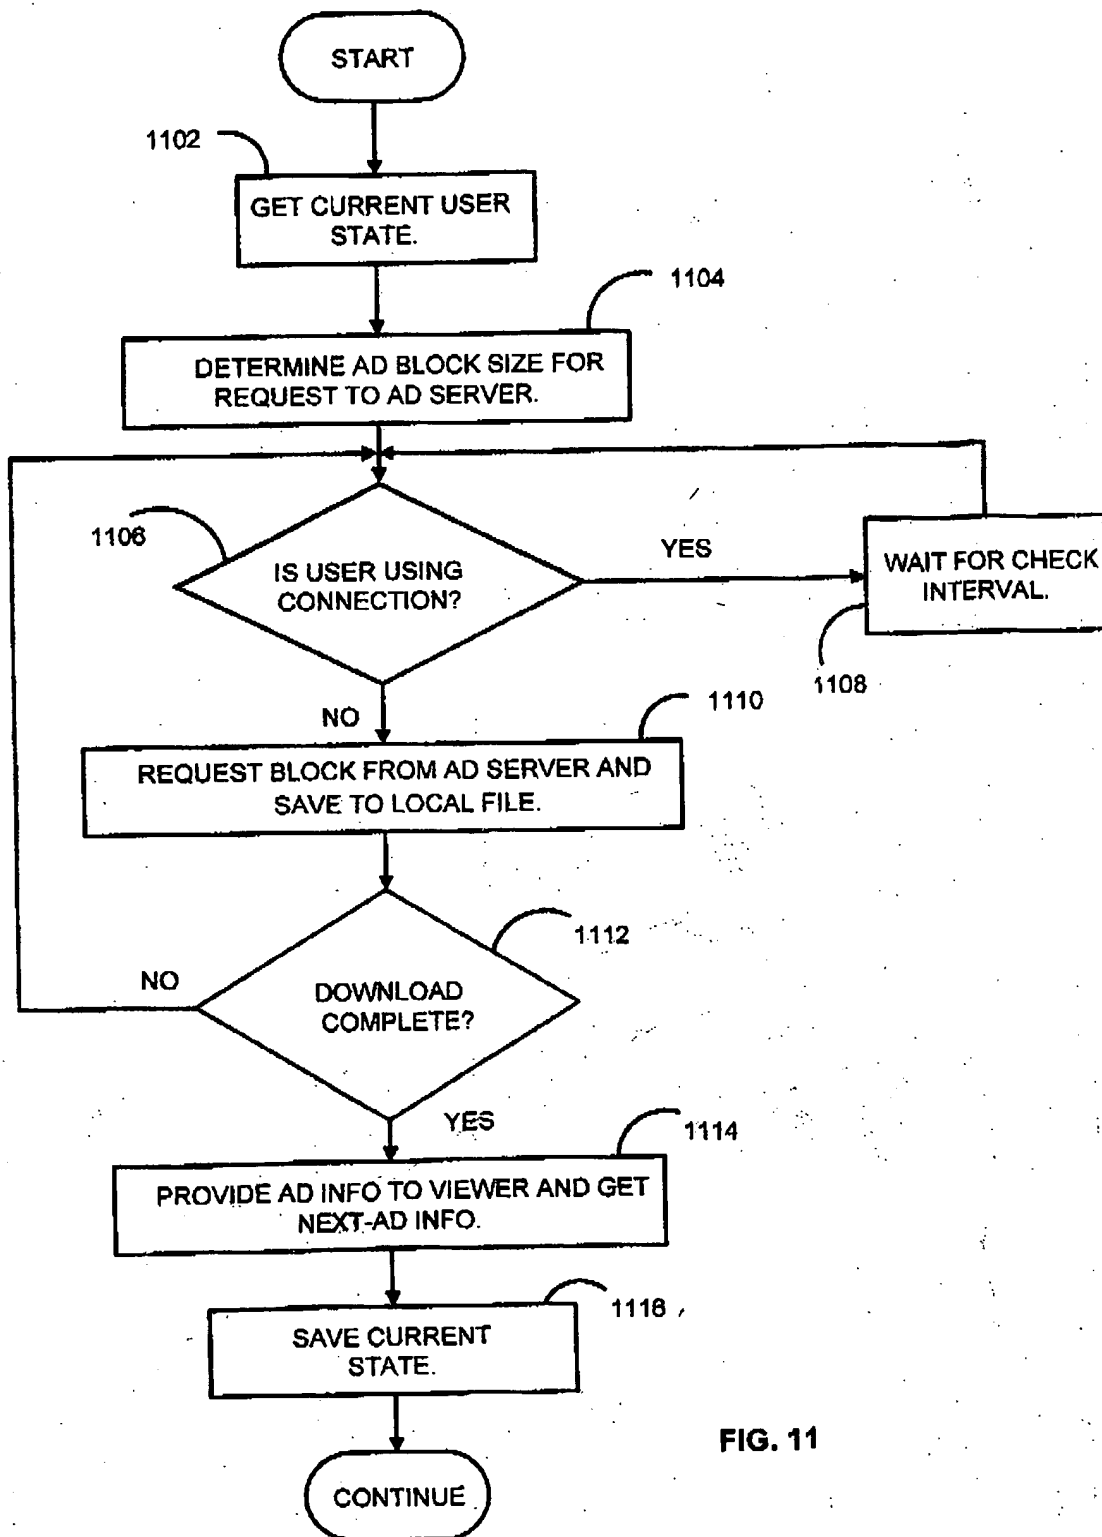 START
1102
GET CURRENT USER
STATE.
1104
DETERMINE AD BLOCK SIZE FOR
REQUEST TO AD SERVER.
1106
IS USER USING
CONNECTION?
YES
WAIT FOR CHECK
INTERVAL.
1108
NO
1110
REQUEST BLOCK FROM AD SERVER AND
SAVE TO LOCAL FILE.
1112
NO
DOWNLOAD
COMPLETE?
YES
1114
PROVIDE AD INFO TO VIEWER AND GET
NEXT-AD INFO.
1116
SAVE CURRENT
STATE.
FIG. 11
CONTINUE